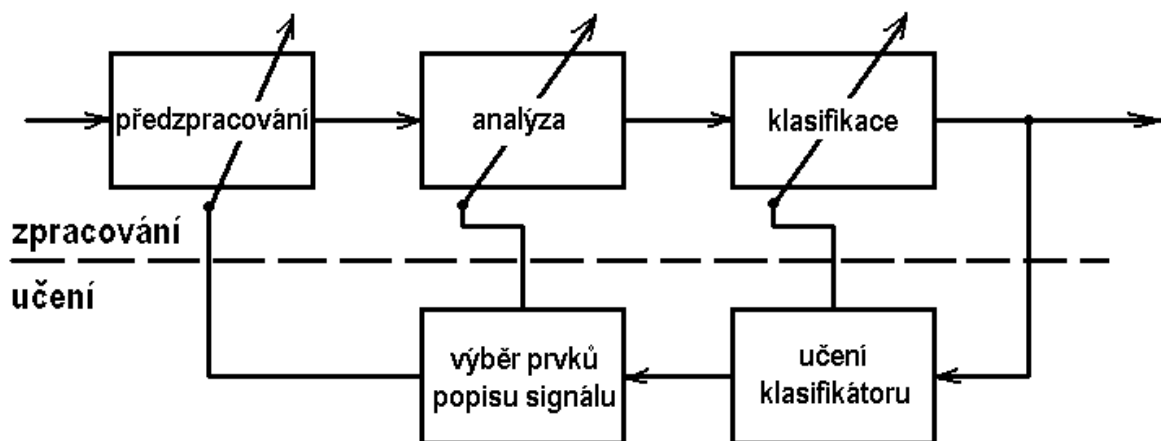 předzpracování
analýza
klasifikace
zpracování
učení
výběr prvků
popisu signálu
učení
klasifikátoru